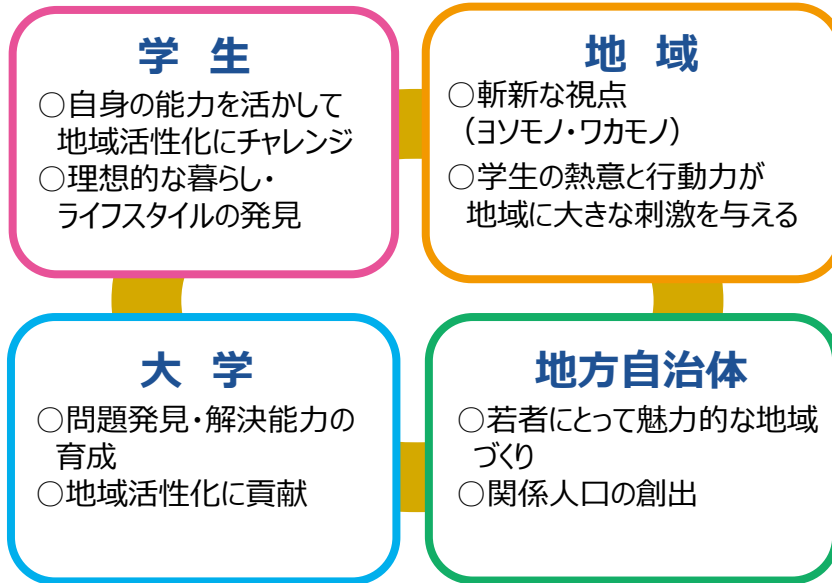 学 生
○自身の能力を活かして
地域活性化にチャレンジ
○理想的な暮らし・
ライフスタイルの発見
地 域
○斬新な視点
（ヨソモノ・ワカモノ）
○学生の熱意と行動力が
地域に大きな刺激を与える
大 学
○問題発見・解決能力の
育成
○地域活性化に貢献
地方自治体
○若者にとって魅力的な地域
づくり
○関係人口の創出